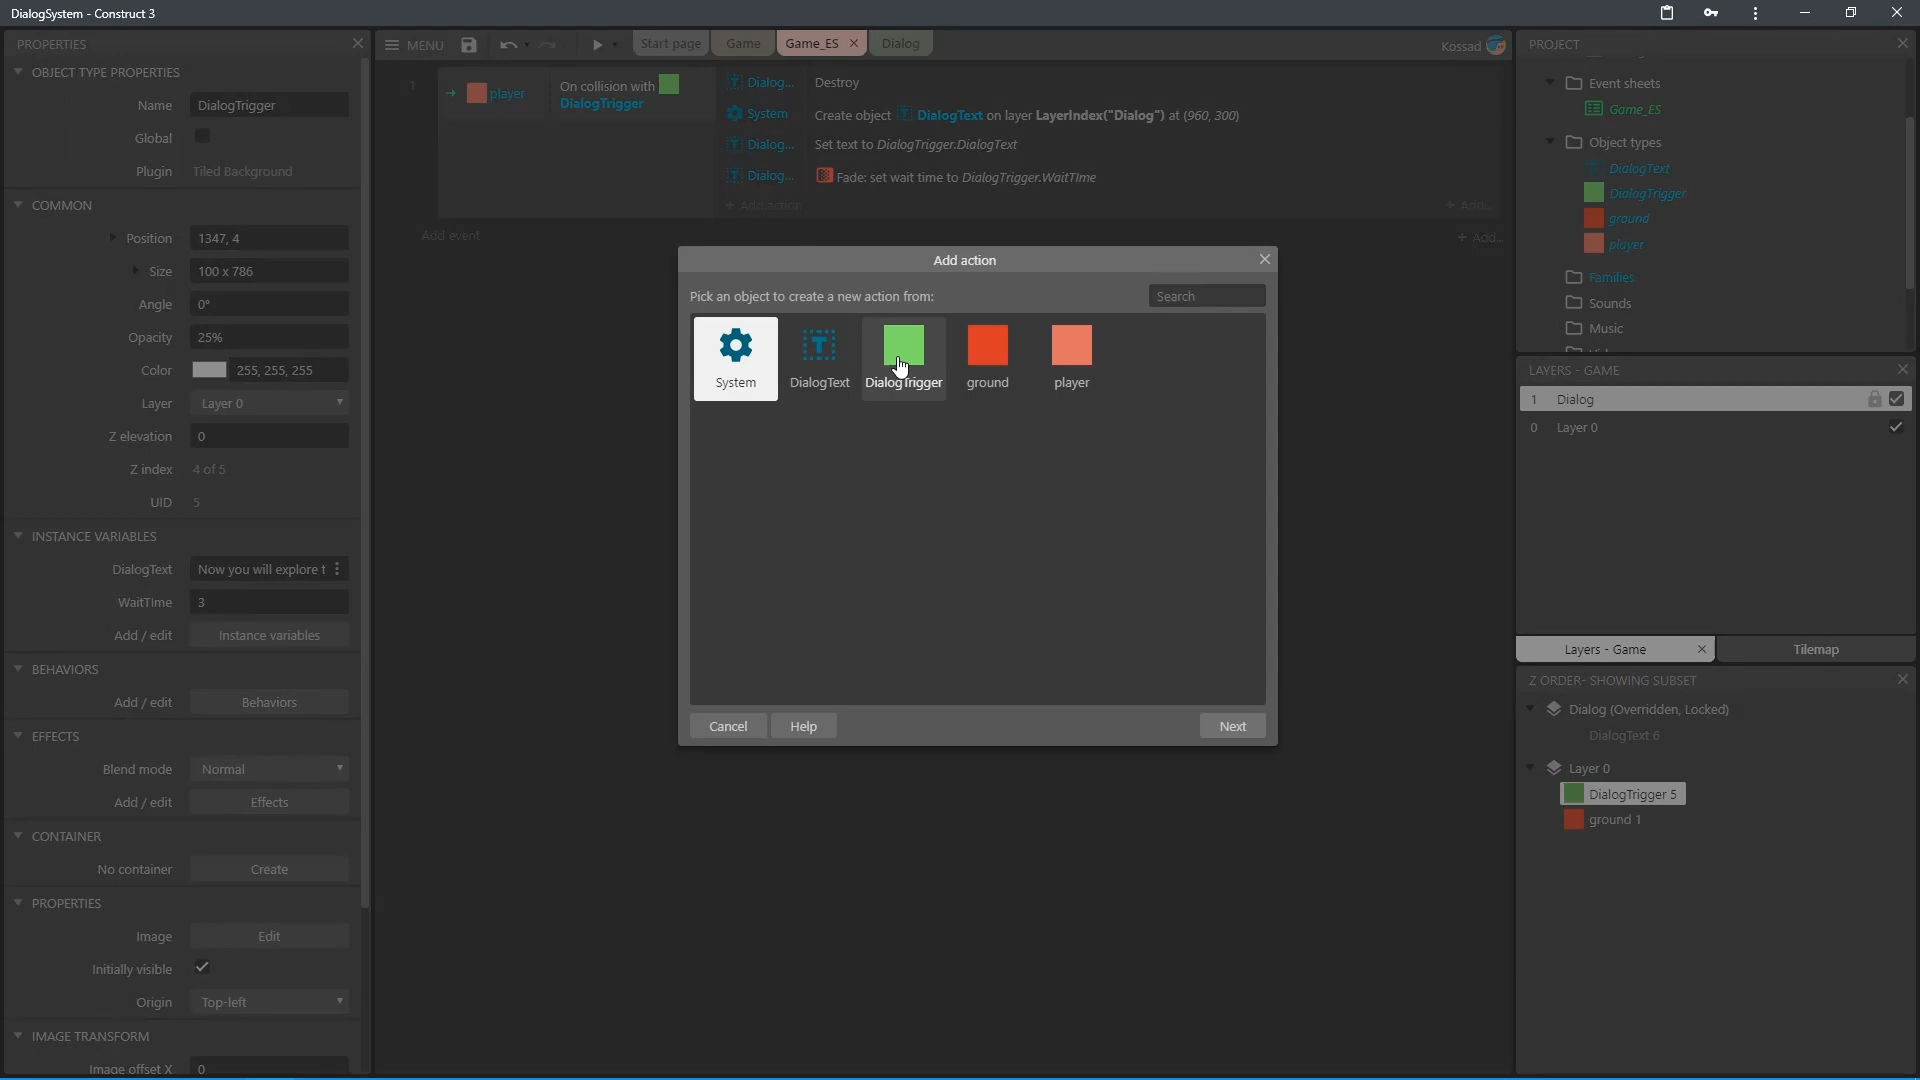 DialogSystem - Construct 3
PROPERTIES
OBJECT TYPE PROPERTIES
Name DialogTrigger
Global
Plugin Tiled Background
COMMON
Position 1347, 4
Size 100 x 786
Angle 0°
Opacity 25%
Color 255, 255, 255
Layer Layer 0
Z elevation 0
Z index 4 of 5
UID 5
INSTANCE VARIABLES
DialogText Now you will explore t
WaitTIme 3
Add / edit Instance variables
BEHAVIORS
Add / edit Behaviors
EFFECTS
Blend mode Normal
Add / edit Effects
CONTAINER
No container Create
PROPERTIES
Image Edit
Initially visible
Origin Top-left
IMAGE TRANSFORM
Image offset X 0
MENU
Start page
Game
Game_ES
Dialog
Kossad
1
player
On collision with
DialogTrigger
Dialog... Destroy
System Create object DialogText on layer LayerIndex("Dialog") at (960, 300)
Dialog... Set text to DialogTrigger.DialogText
Dialog... Fade: set wait time to DialogTrigger.WaitTIme
+ Add action
+ Add...
Add event
+ Add...
Add action
Pick an object to create a new action from:
Search
System
DialogText
DialogTrigger
ground
player
Cancel
Help
Next
PROJECT
Event sheets
Game_ES
Object types
DialogText
DialogTrigger
ground
player
Families
Sounds
Music
LAYERS - GAME
1 Dialog
0 Layer 0
Layers - Game
Tilemap
Z ORDER- SHOWING SUBSET
Dialog (Overridden, Locked)
DialogText 6
Layer 0
DialogTrigger 5
ground 1